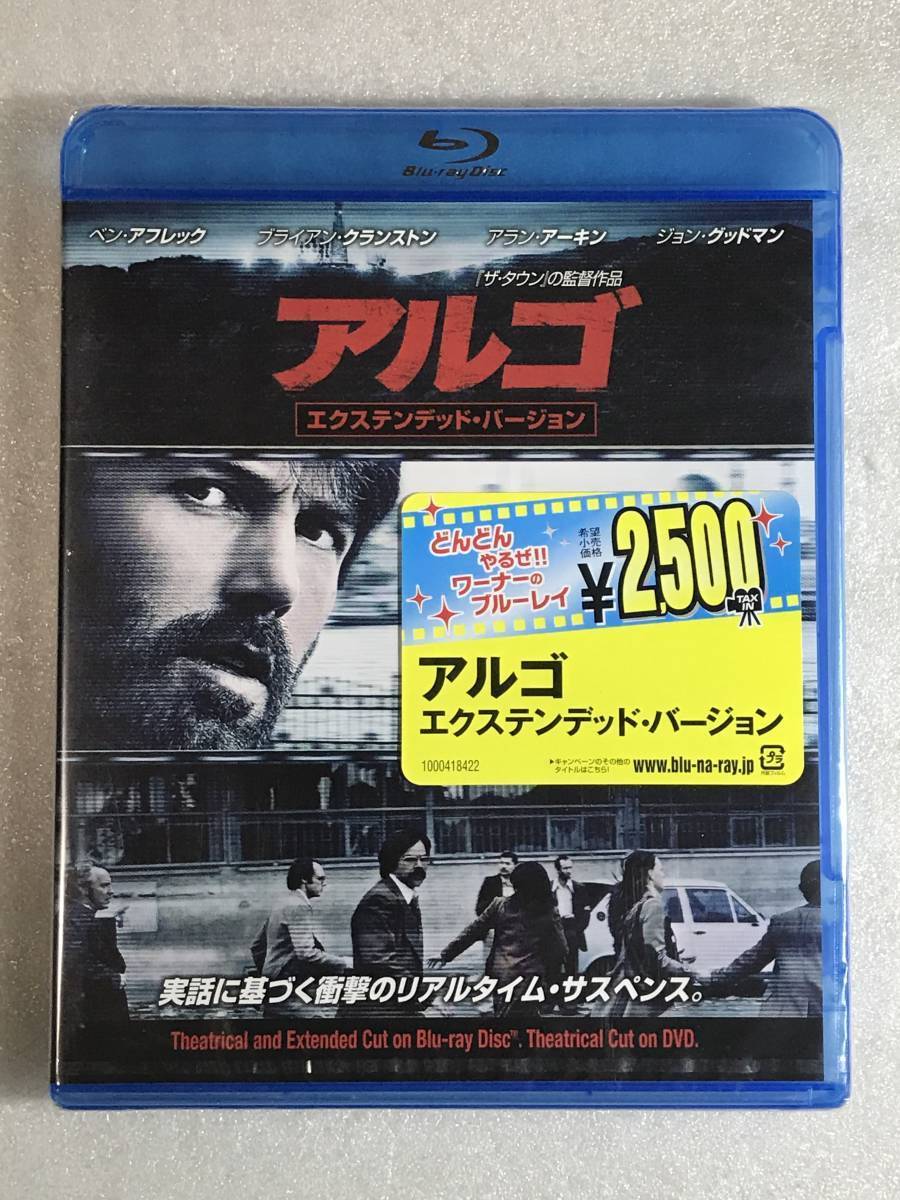 Blu-ray Disc
ベン・アフレック ブライアン・クランストン アラン・アーキン ジョン・グッドマン
『ザ・タウン』の監督作品
アルゴ
エクステンデッド・バージョン
どんどん
やるぜ!!
ワーナーの
ブルーレイ
希望
小売
価格
¥2,500
TAX
IN
アルゴ
エクステンデッド・バージョン
1000418422
▶キャンペーンのその他の
タイトルはこちら!
www.blu-na-ray.jp
プラ
外装フィルム
実話に基づく衝撃のリアルタイム・サスペンス。
Theatrical and Extended Cut on Blu-ray Disc™. Theatrical Cut on DVD.